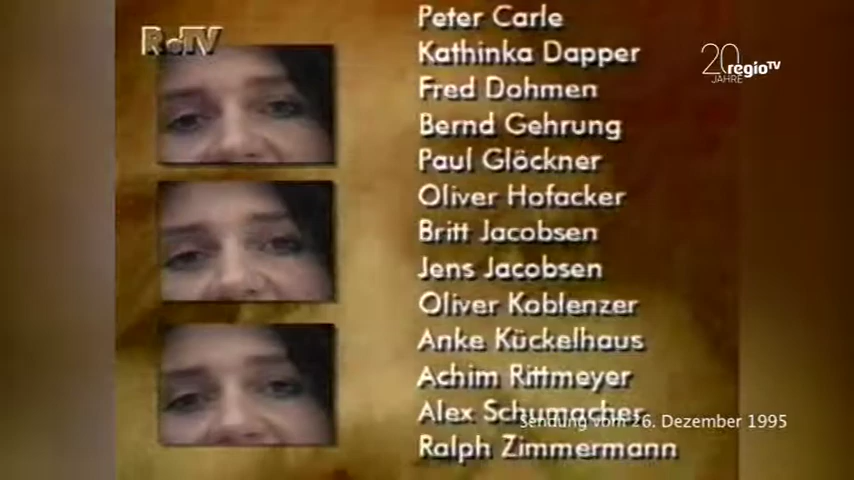 R.TV
20
JAHRE
regioTV
Peter Carle
Kathinka Dapper
Fred Dohmen
Bernd Gehrung
Paul Glöckner
Oliver Hofacker
Britt Jacobsen
Jens Jacobsen
Oliver Koblenzer
Anke Kückelhaus
Achim Rittmeyer
Alex Schumacher
Sendung vom 26. Dezember 1995
Ralph Zimmermann